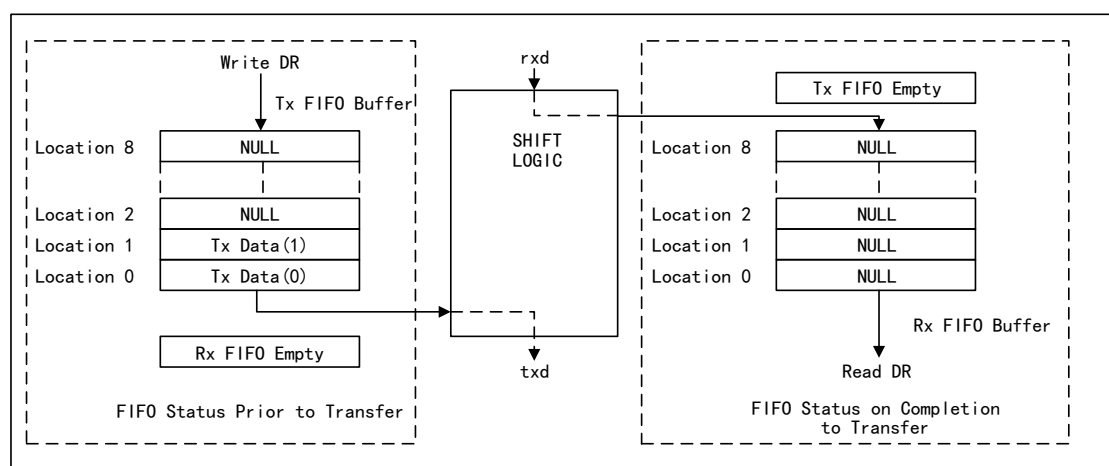 Write DR
Tx FIFO Buffer
Location 8
NULL
Location 2
NULL
Location 1
Tx Data(1)
Location 0
Tx Data(0)
Rx FIFO Empty
FIFO Status Prior to Transfer
rxd
SHIFT
LOGIC
txd
Tx FIFO Empty
Location 8
NULL
Location 2
NULL
Location 1
NULL
Location 0
NULL
Rx FIFO Buffer
Read DR
FIFO Status on Completion
to Transfer